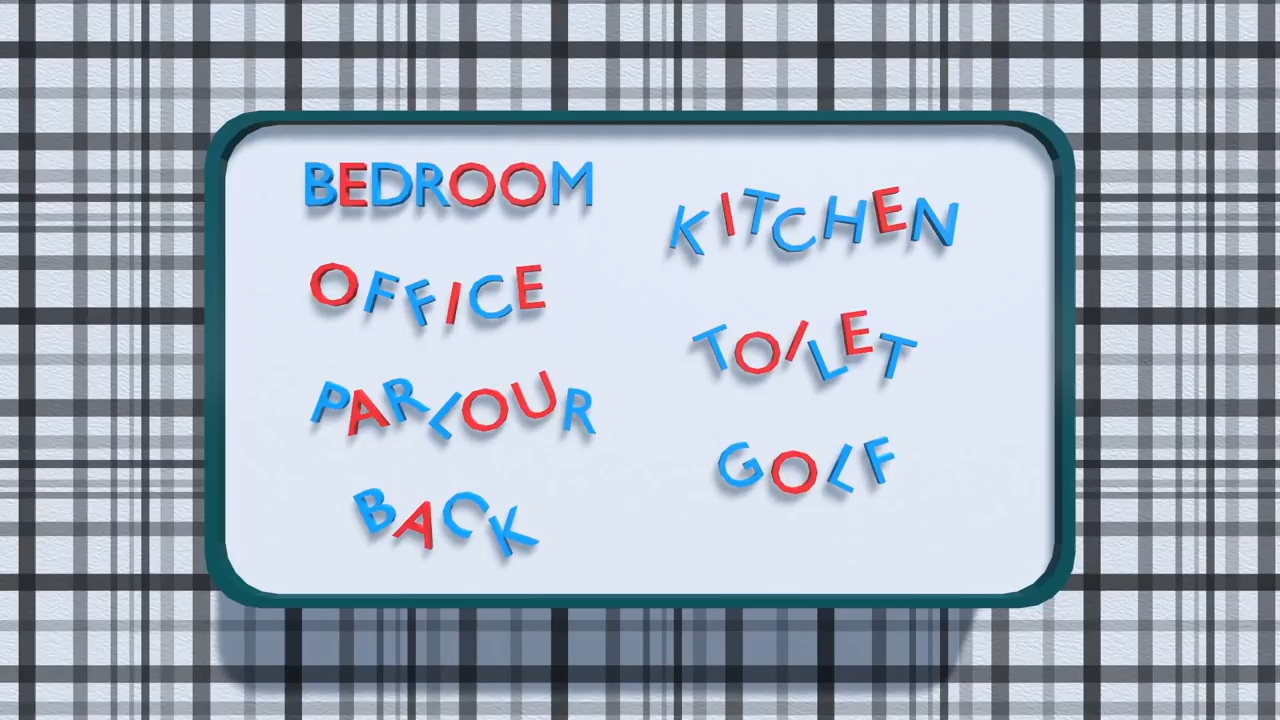 BEDROOM
OFFICE
PARLOUR
BACK
KITCHEN
TOILET
GOLF